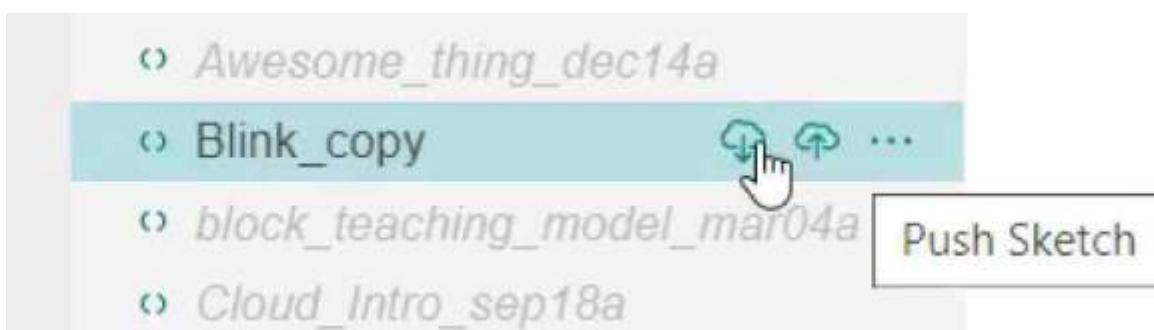 Awesome_thing_dec14a
Blink_copy
block_teaching_model_mar04a
Push Sketch
Cloud_Intro_sep18a